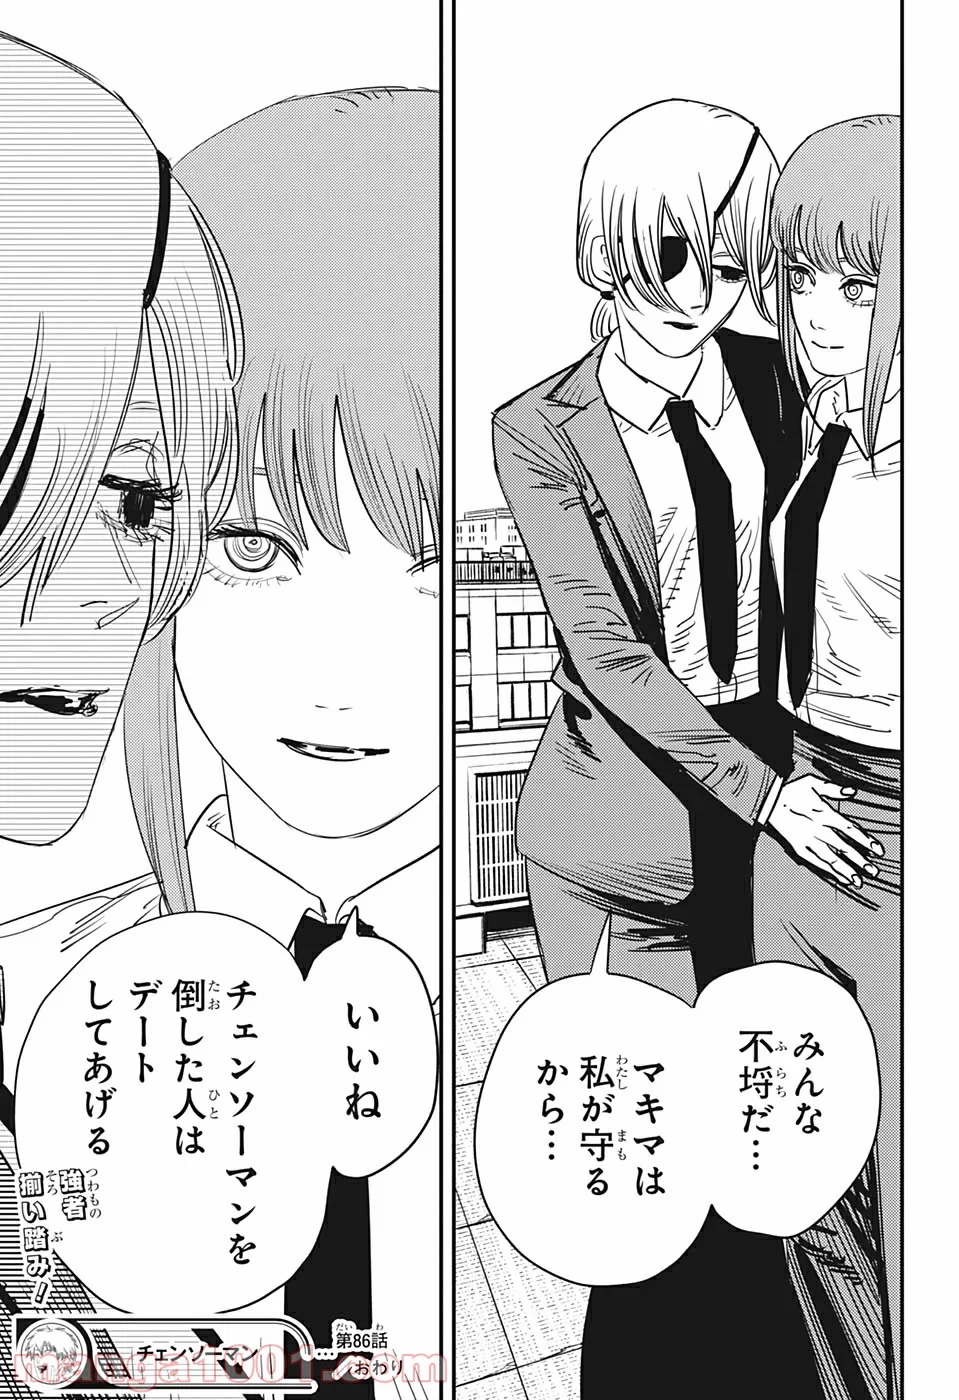 みんな
不埒だ…
マキマは
私が守る
から…
いいね
チェンソーマンを
倒した人は
デート
してあげる
強者
揃い踏み!
チェンソーマン
……第86話
おわり
manga1001.com